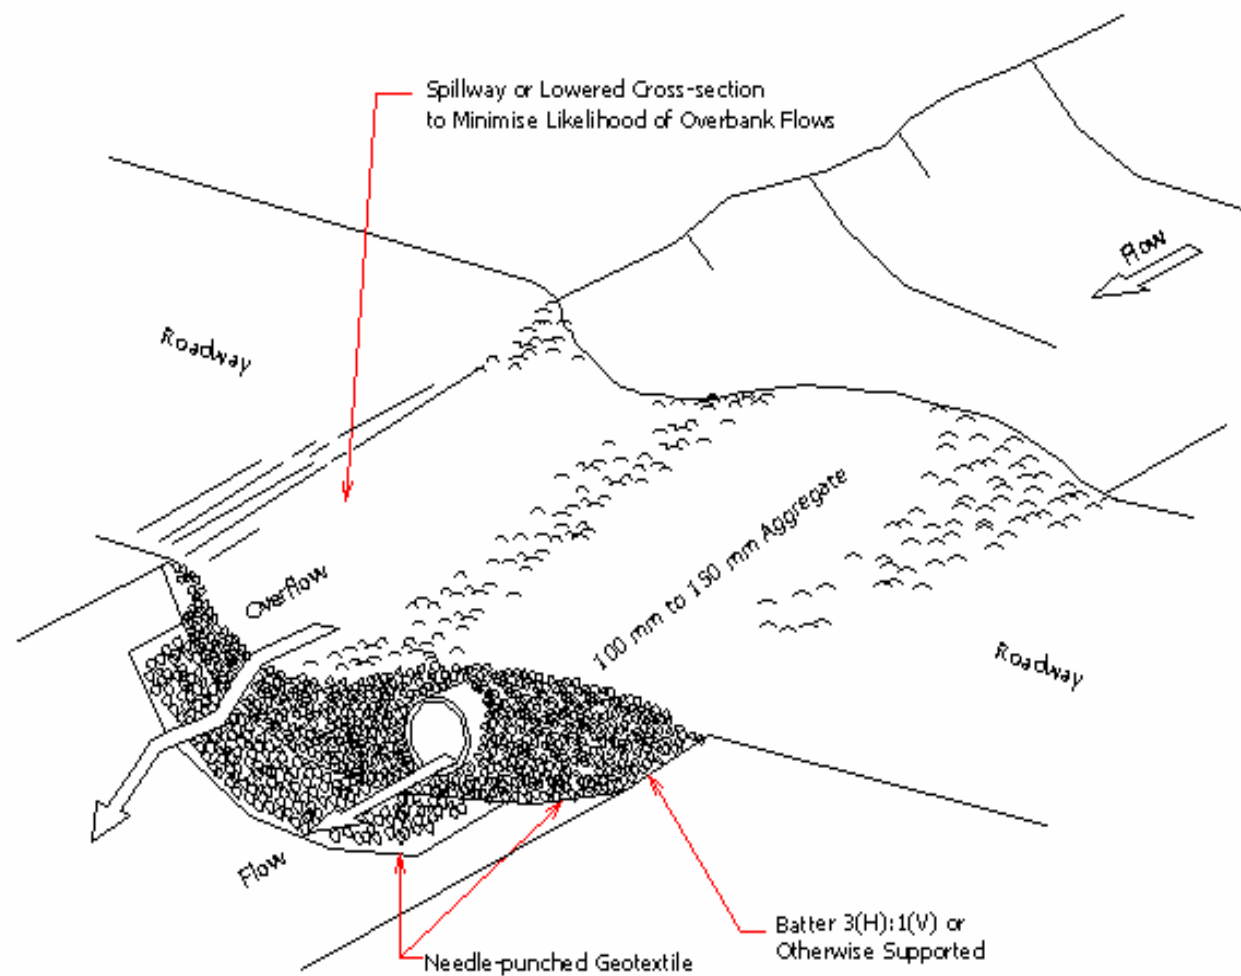 Spillway or Lowered Cross-section
to Minimise Likelihood of Overbank Flows
Flow
Roadway
100 mm to 150 mm Aggregate
Overflow
Roadway
Flow
Batter 3(H):1(V) or
Otherwise Supported
Needle-punched Geotextile